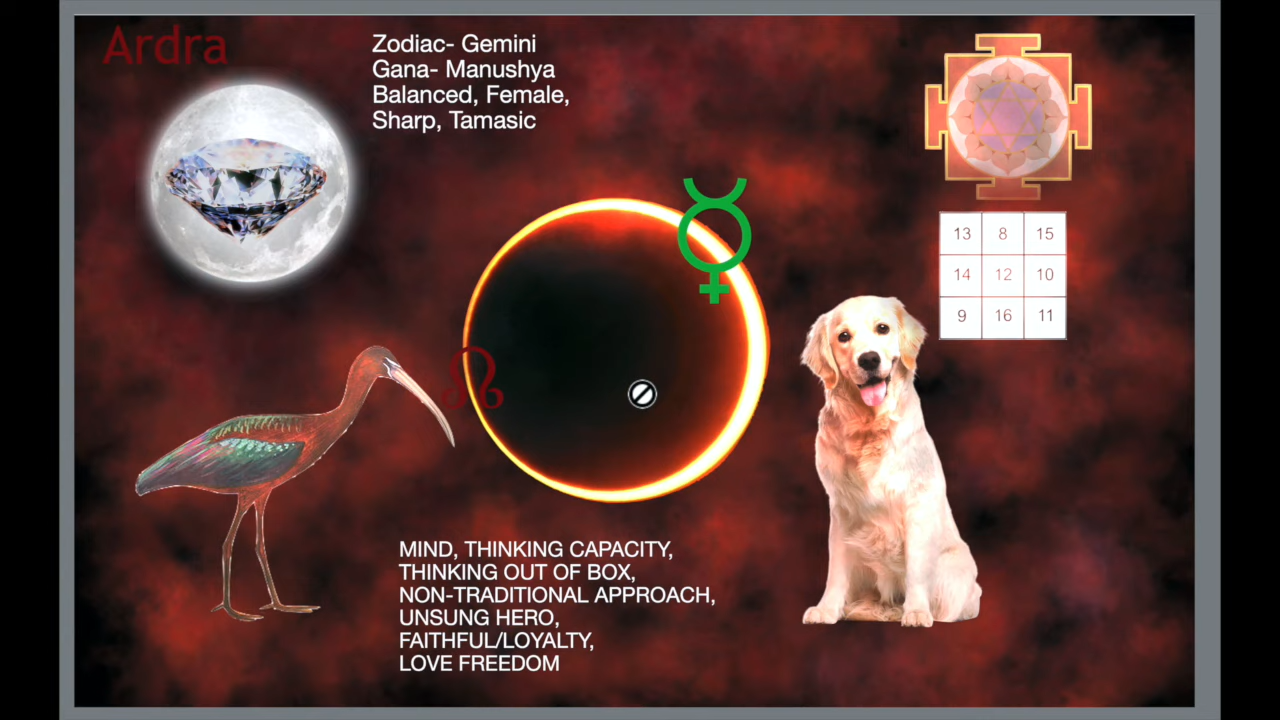 Ardra
Zodiac- Gemini
Gana- Manushya
Balanced, Female,
Sharp, Tamasic
13 8 15
14 12 10
9 16 11
MIND, THINKING CAPACITY,
THINKING OUT OF BOX,
NON-TRADITIONAL APPROACH,
UNSUNG HERO,
FAITHFUL/LOYALTY,
LOVE FREEDOM